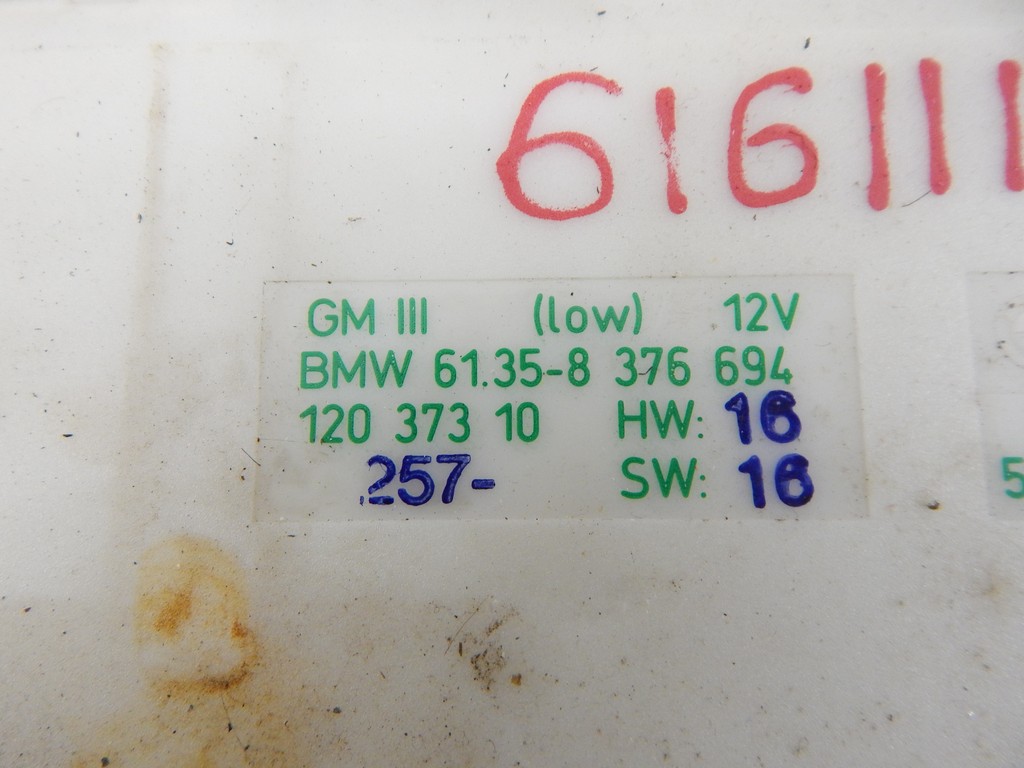 616111
GM III (low) 12V
BMW 61.35-8 376 694
120 373 10 HW: 16
257- SW: 16
5